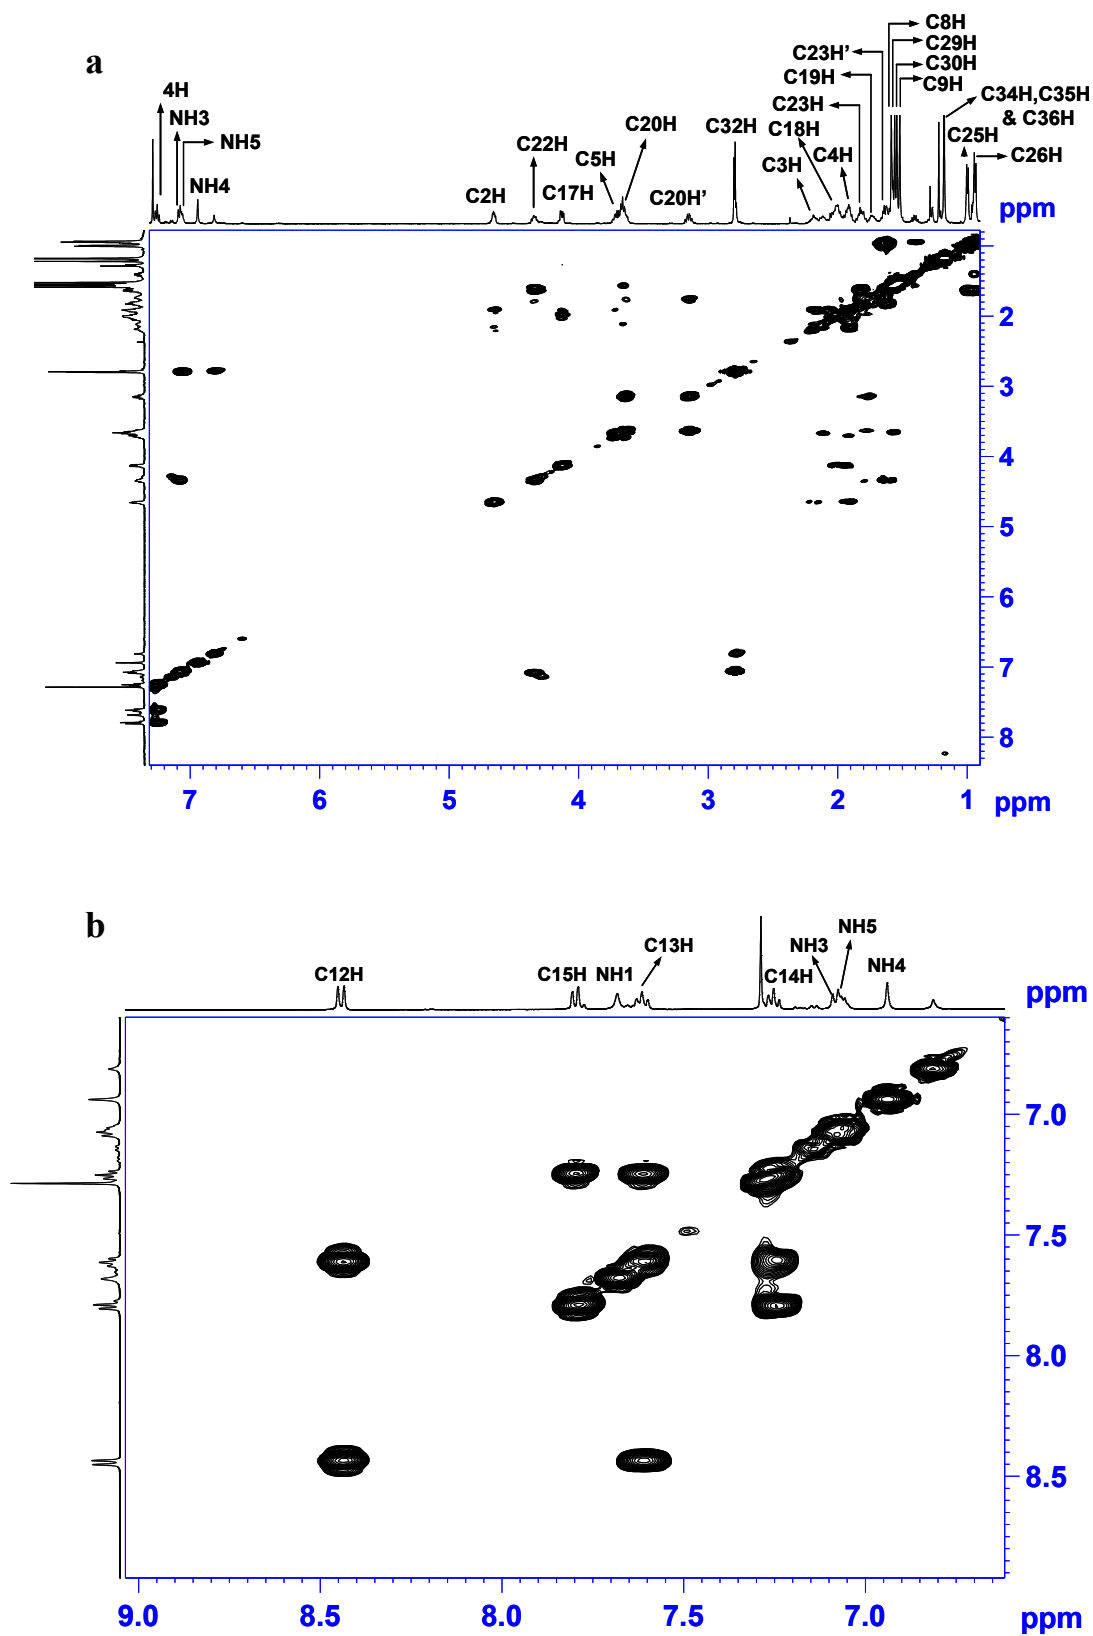 a
C8H
C29H
C23H’
C30H
C19H
C9H
4H
C23H
C34H,C35H
& C36H
NH3
C20H
C32H
C18H
C25H
NH5
C22H
C5H
C3H
C4H
C26H
NH4
C2H
C17H
C20H’
ppm
2
3
4
5
6
7
8
7 6 5 4 3 2 1 ppm
b
NH5
C13H
NH3
C12H
C15H
NH1
C14H
NH4
ppm
7.0
7.5
8.0
8.5
9.0 8.5 8.0 7.5 7.0 ppm